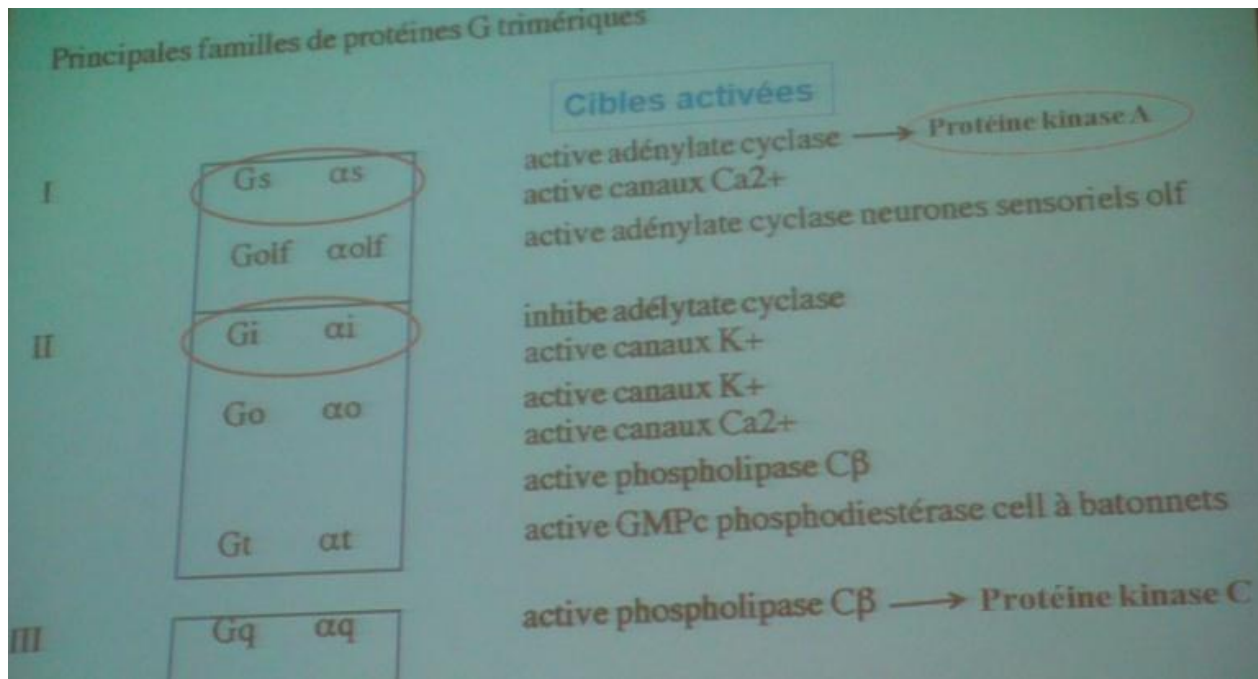 Principales familles de protéines G trimériques
Cibles activées
I
Gs αs
active adénylate cyclase → Protéine kinase A
active canaux Ca2+
Golf αolf
active adénylate cyclase neurones sensoriels olf
II
Gi αi
inhibe adélytate cyclase
active canaux K+
Go αo
active canaux K+
active canaux Ca2+
active phospholipase Cβ
Gt αt
active GMPc phosphodiestérase cell à batonnets
III
Gq αq
active phospholipase Cβ → Protéine kinase C